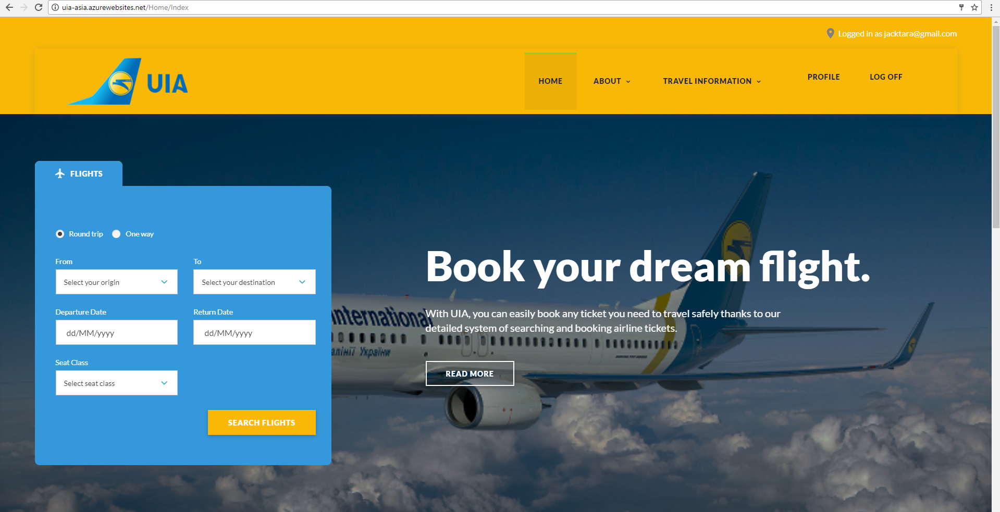 uia-asia.azurewebsites.net/Home/Index
Logged in as jacktara@gmail.com
UIA
HOME
ABOUT
TRAVEL INFORMATION
PROFILE
LOG OFF
FLIGHTS
Round trip
One way
From
To
Select your origin
Select your destination
Departure Date
Return Date
dd/MM/yyyy
dd/MM/yyyy
Seat Class
Select seat class
SEARCH FLIGHTS
Book your dream flight.
International
With UIA, you can easily book any ticket you need to travel safely thanks to our
detailed system of searching and booking airline tickets.
України
READ MORE